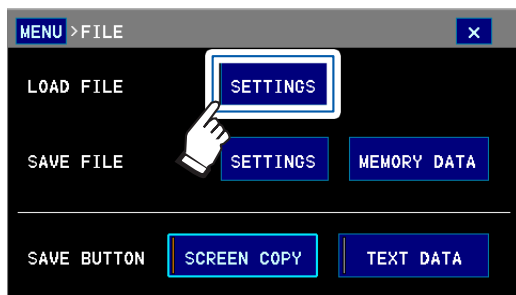 MENU >FILE ×
LOAD FILE SETTINGS
SAVE FILE SETTINGS MEMORY DATA
SAVE BUTTON SCREEN COPY TEXT DATA